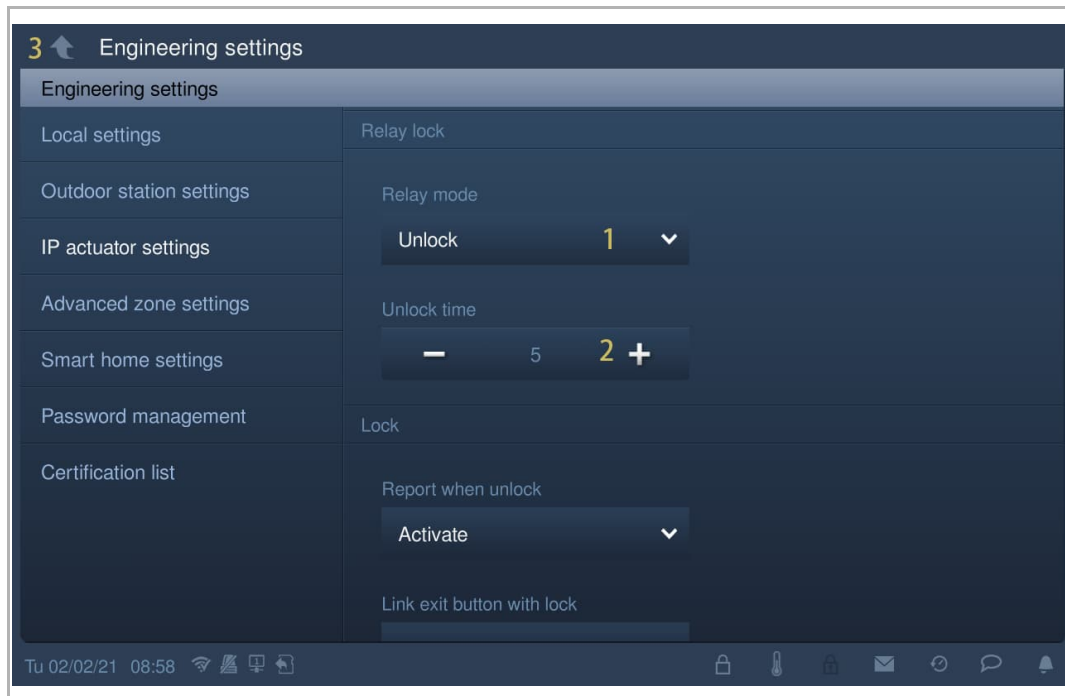 3 Engineering settings
Engineering settings
Local settings
Outdoor station settings
IP actuator settings
Advanced zone settings
Smart home settings
Password management
Certification list
Relay lock
Relay mode
Unlock 1
Unlock time
5 2
Lock
Report when unlock
Activate
Link exit button with lock
Tu 02/02/21 08:58